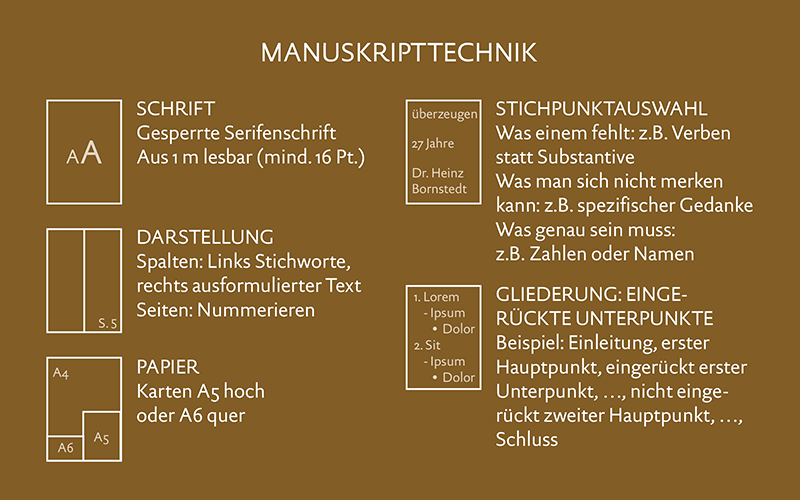 MANUSKRIPTTECHNIK
AA
SCHRIFT
Gesperrte Serifenschrift
Aus 1 m lesbar (mind. 16 Pt.)
S. 5
DARSTELLUNG
Spalten: Links Stichworte,
rechts ausformulierter Text
Seiten: Nummerieren
A4
A5
A6
PAPIER
Karten A5 hoch
oder A6 quer
überzeugen
27 Jahre
Dr. Heinz
Bornstedt
STICHPUNKTAUSWAHL
Was einem fehlt: z.B. Verben
statt Substantive
Was man sich nicht merken
kann: z.B. spezifischer Gedanke
Was genau sein muss:
z.B. Zahlen oder Namen
1. Lorem
- Ipsum
• Dolor
2. Sit
- Ipsum
• Dolor
GLIEDERUNG: EINGE-
RÜCKTE UNTERPUNKTE
Beispiel: Einleitung, erster
Hauptpunkt, eingerückt erster
Unterpunkt, …, nicht einge-
rückt zweiter Hauptpunkt, …,
Schluss